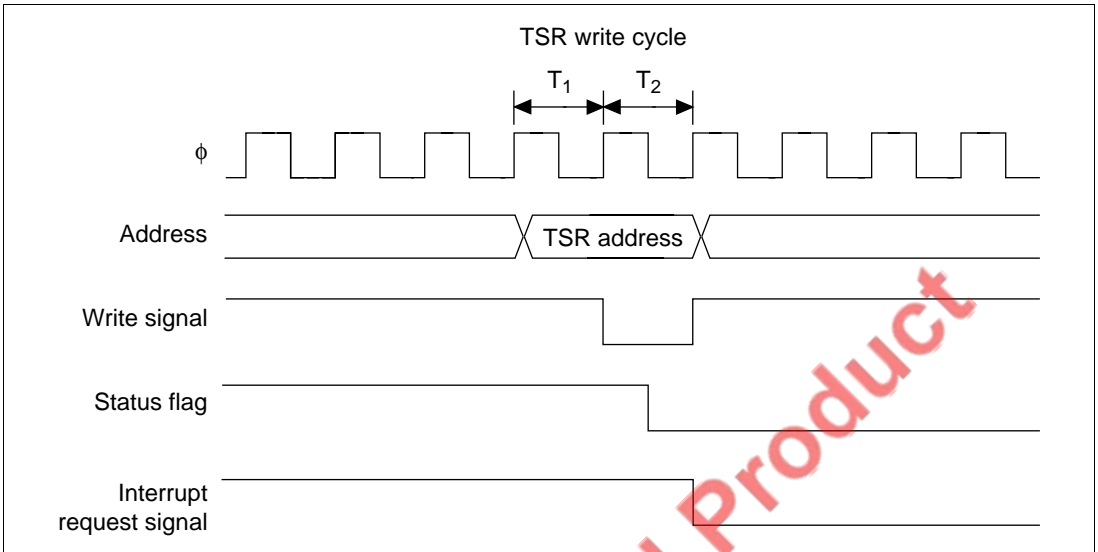 TSR write cycle
T1 T2
ϕ
Address
TSR address
Write signal
Status flag
Interrupt
request signal
Product